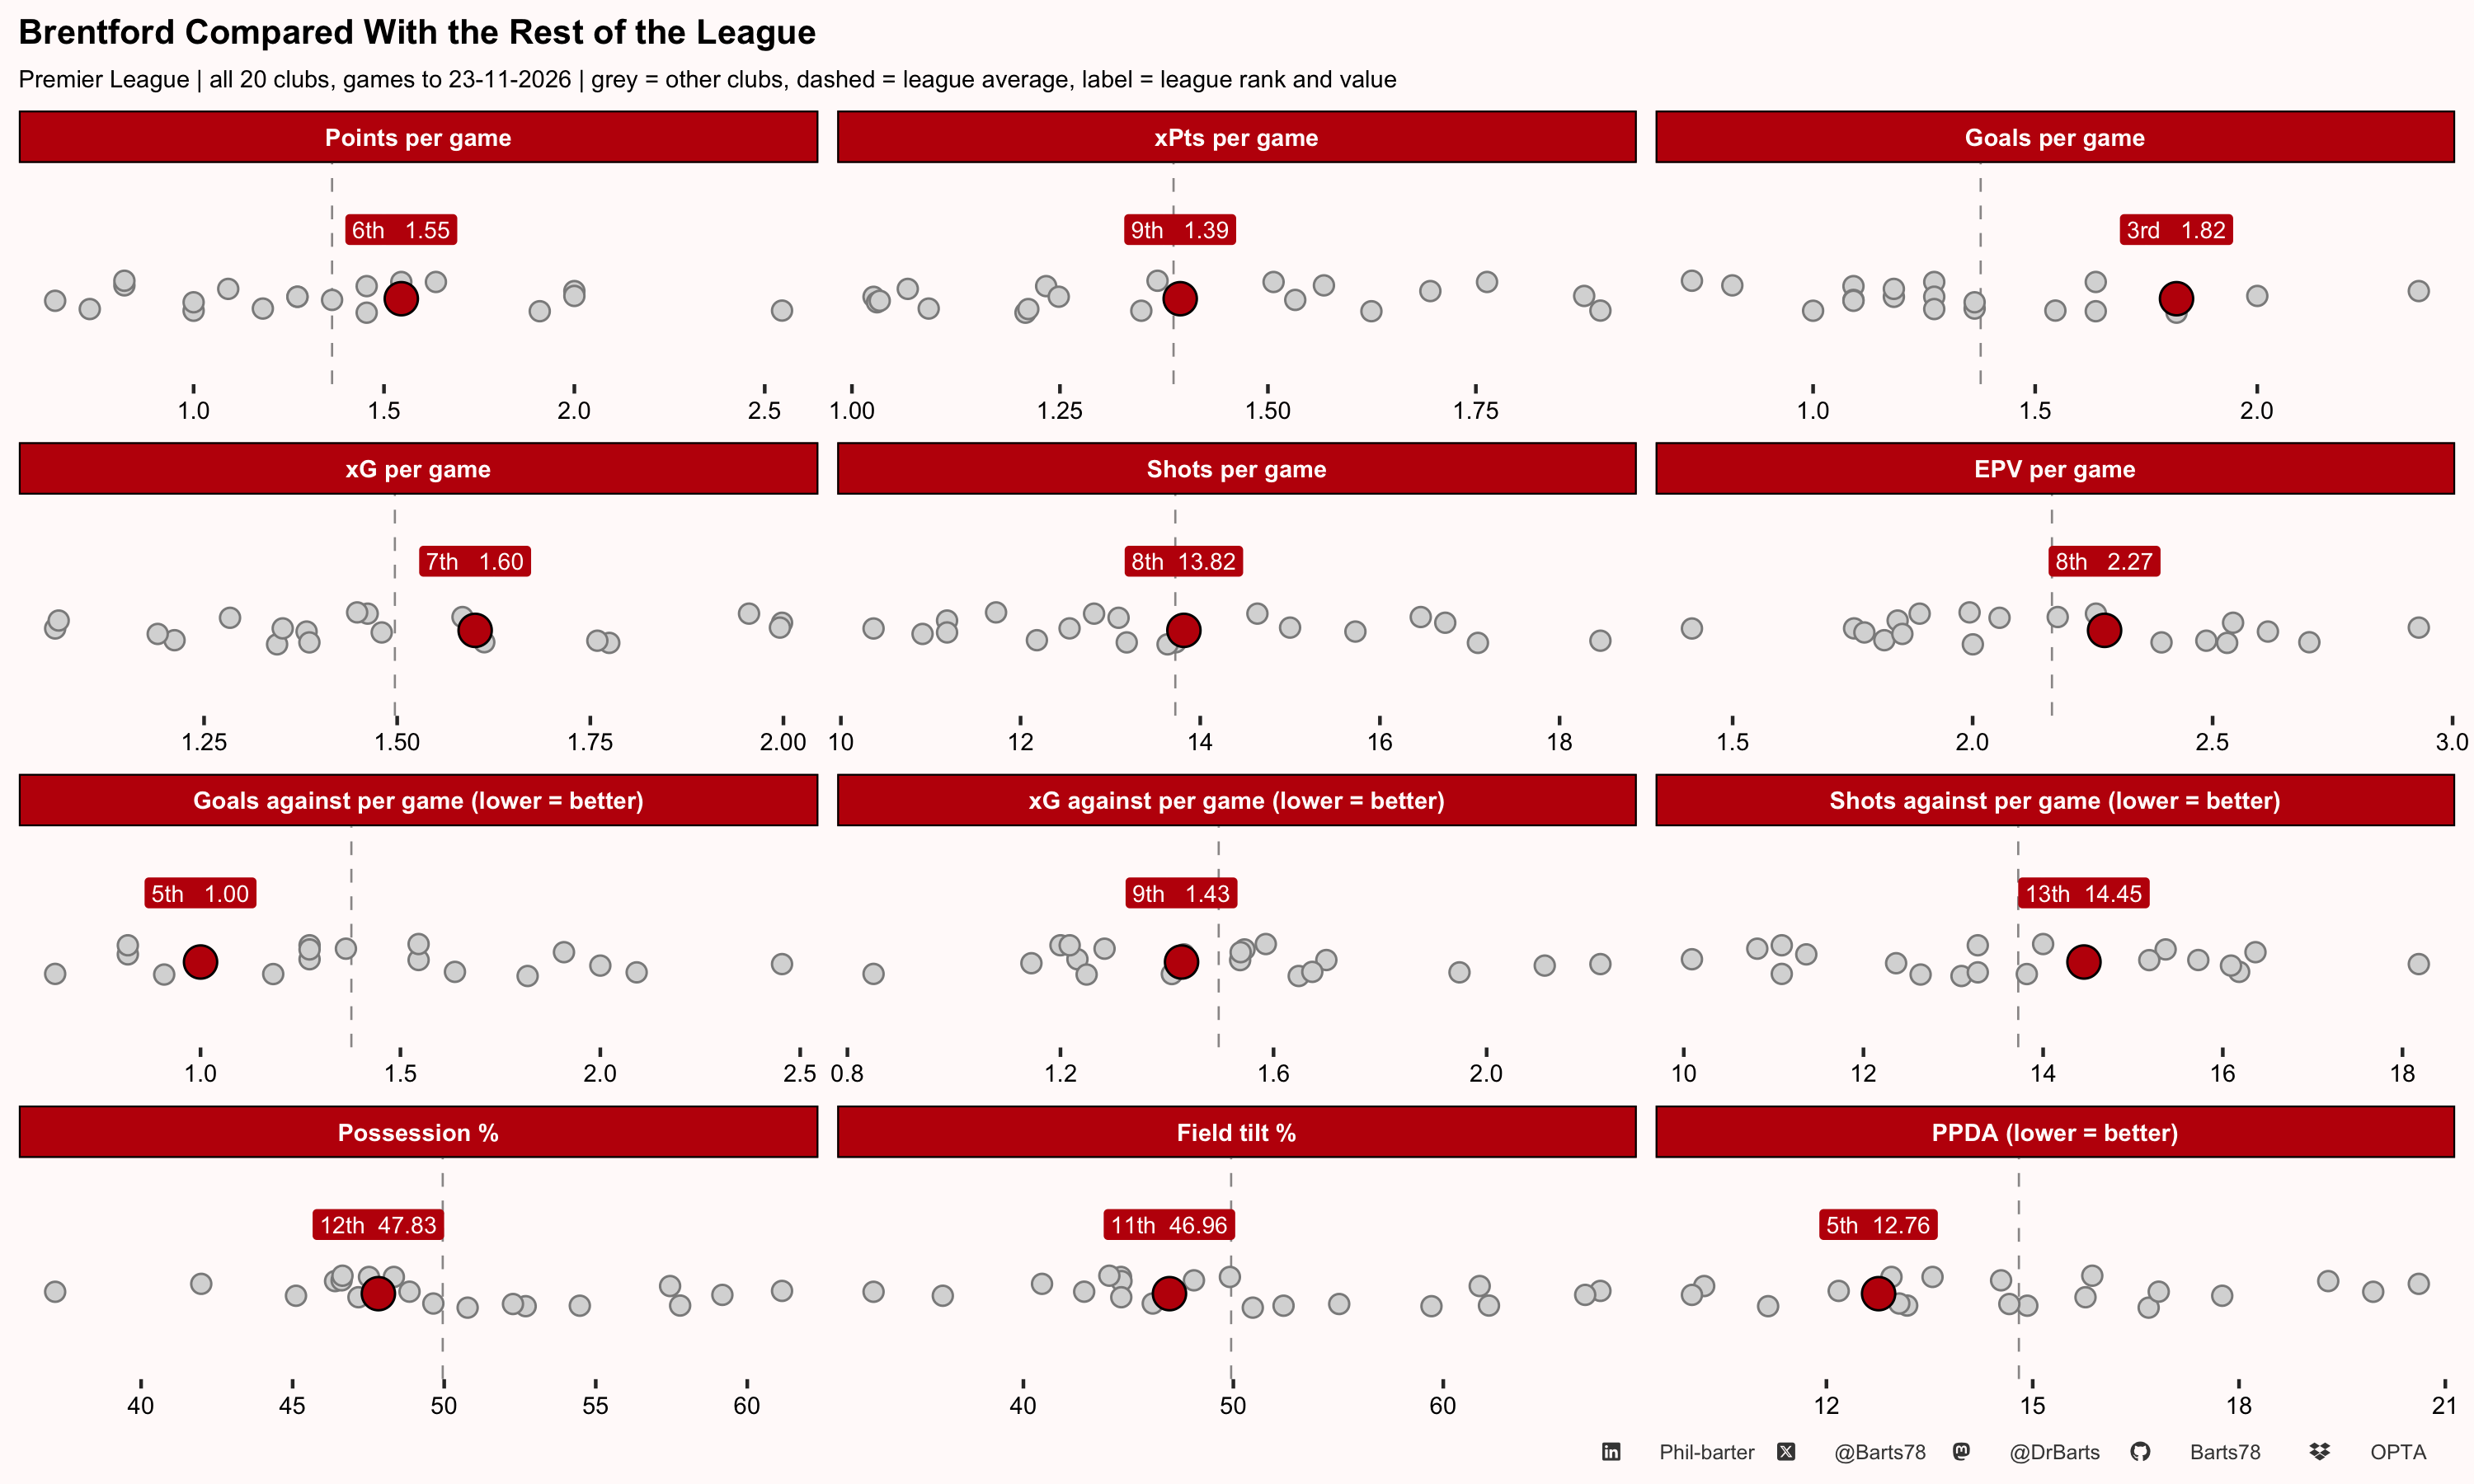 Brentford Compared With the Rest of the League
Premier League | all 20 clubs, games to 23-11-2026 | grey = other clubs, dashed = league average, label = league rank and value
Points per game
xPts per game
Goals per game
6th 1.55
9th 1.39
3rd 1.82
1.0 1.5 2.0 2.5
1.00 1.25 1.50 1.75
1.0 1.5 2.0
xG per game
Shots per game
EPV per game
7th 1.60
8th 13.82
8th 2.27
1.25 1.50 1.75 2.00
10 12 14 16 18
1.5 2.0 2.5 3.0
Goals against per game (lower = better)
xG against per game (lower = better)
Shots against per game (lower = better)
5th 1.00
9th 1.43
13th 14.45
1.0 1.5 2.0 2.5
0.8 1.2 1.6 2.0
10 12 14 16 18
Possession %
Field tilt %
PPDA (lower = better)
12th 47.83
11th 46.96
5th 12.76
40 45 50 55 60
40 50 60
12 15 18 21
Phil-barter @Barts78 @DrBarts Barts78 OPTA